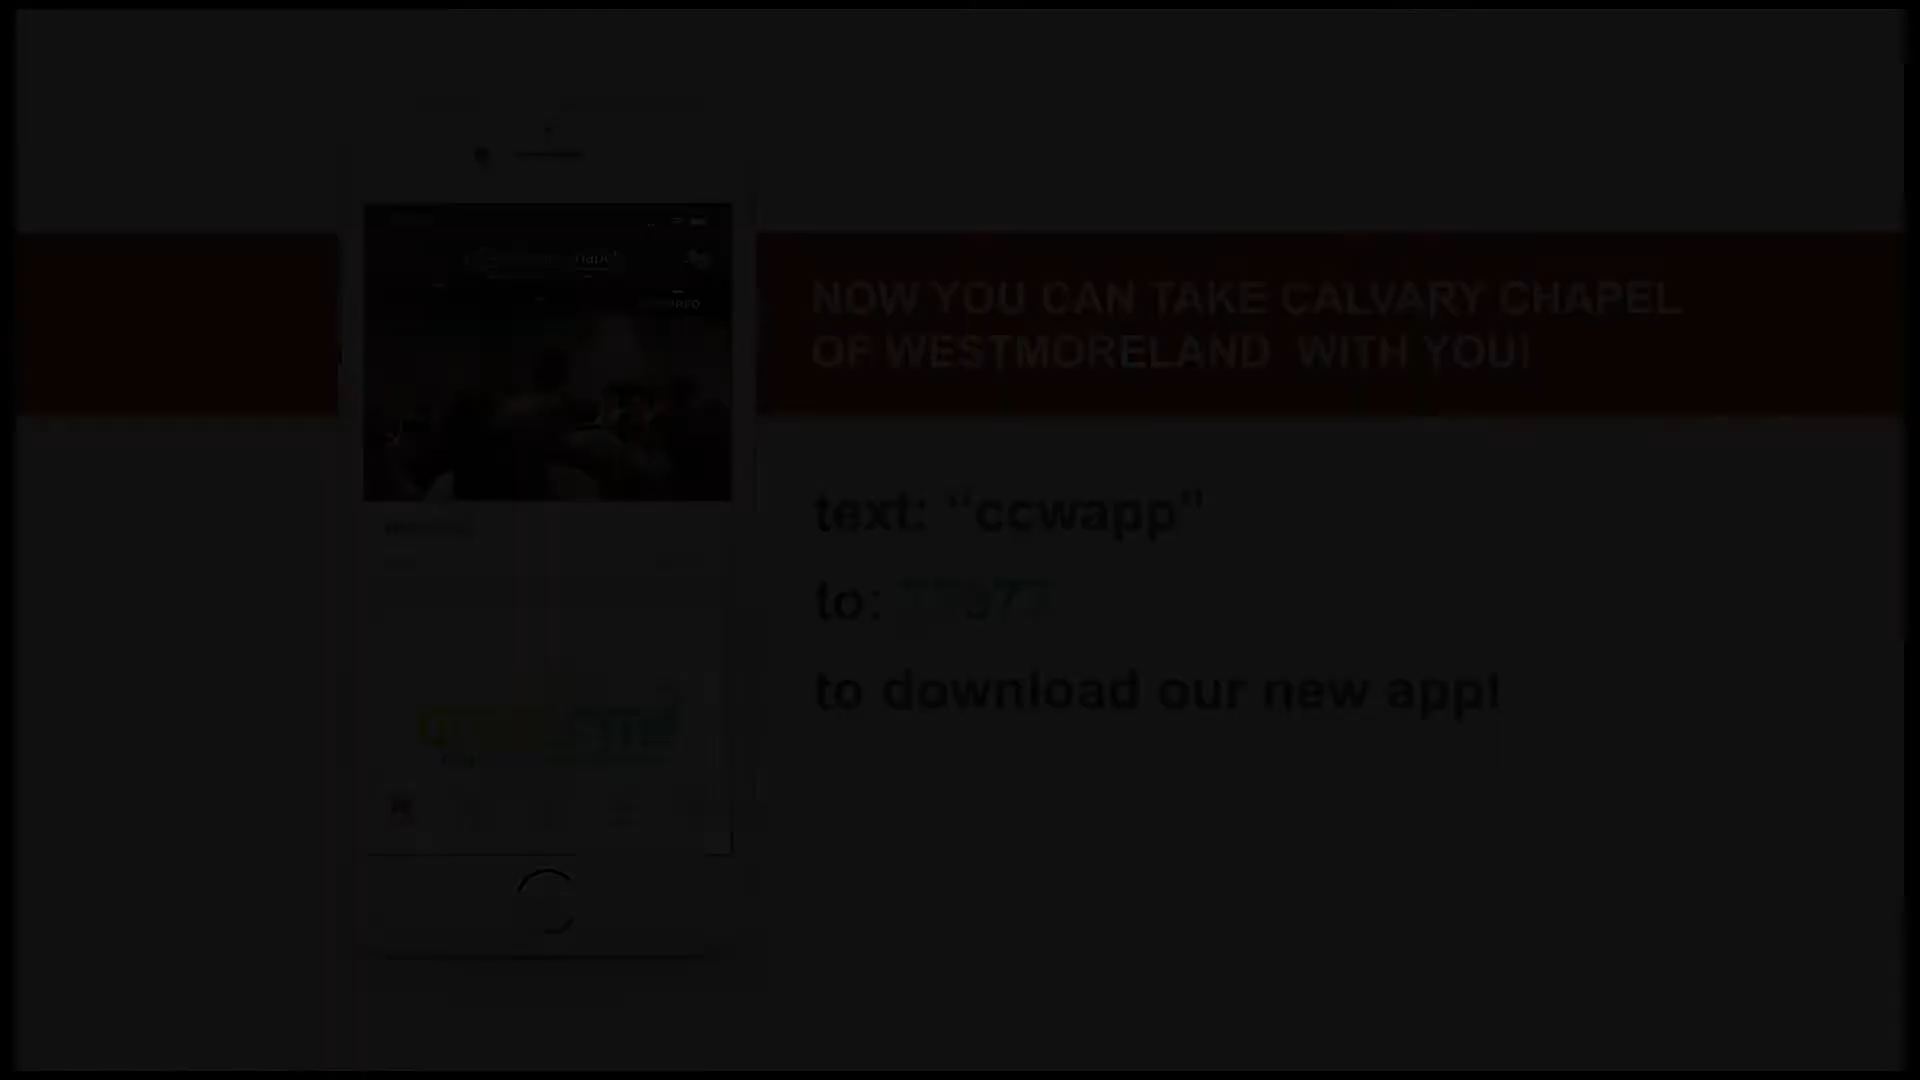 NOW YOU CAN TAKE CALVARY CHAPEL
OF WESTMORELAND WITH YOU!
text: “ccwapp”
to:
to download our new app!